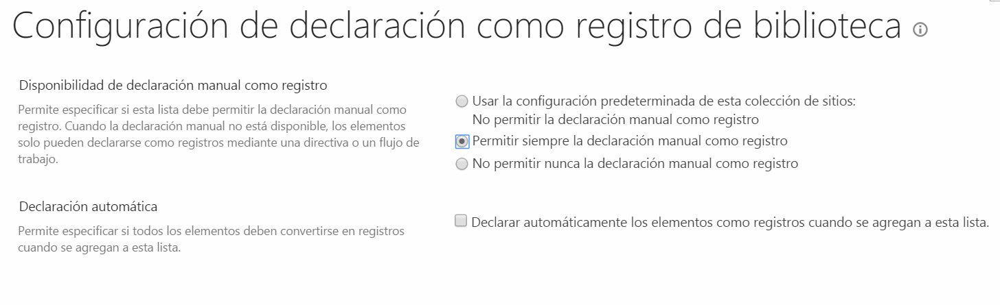 Configuración de declaración como registro de biblioteca
Disponibilidad de declaración manual como registro
Permite especificar si esta lista debe permitir la declaración manual como
registro. Cuando la declaración manual no está disponible, los elementos
solo pueden declararse como registros mediante una directiva o un flujo de
trabajo.
Usar la configuración predeterminada de esta colección de sitios:
No permitir la declaración manual como registro
Permitir siempre la declaración manual como registro
No permitir nunca la declaración manual como registro
Declaración automática
Permite especificar si todos los elementos deben convertirse en registros
cuando se agregan a esta lista.
Declarar automáticamente los elementos como registros cuando se agregan a esta lista.